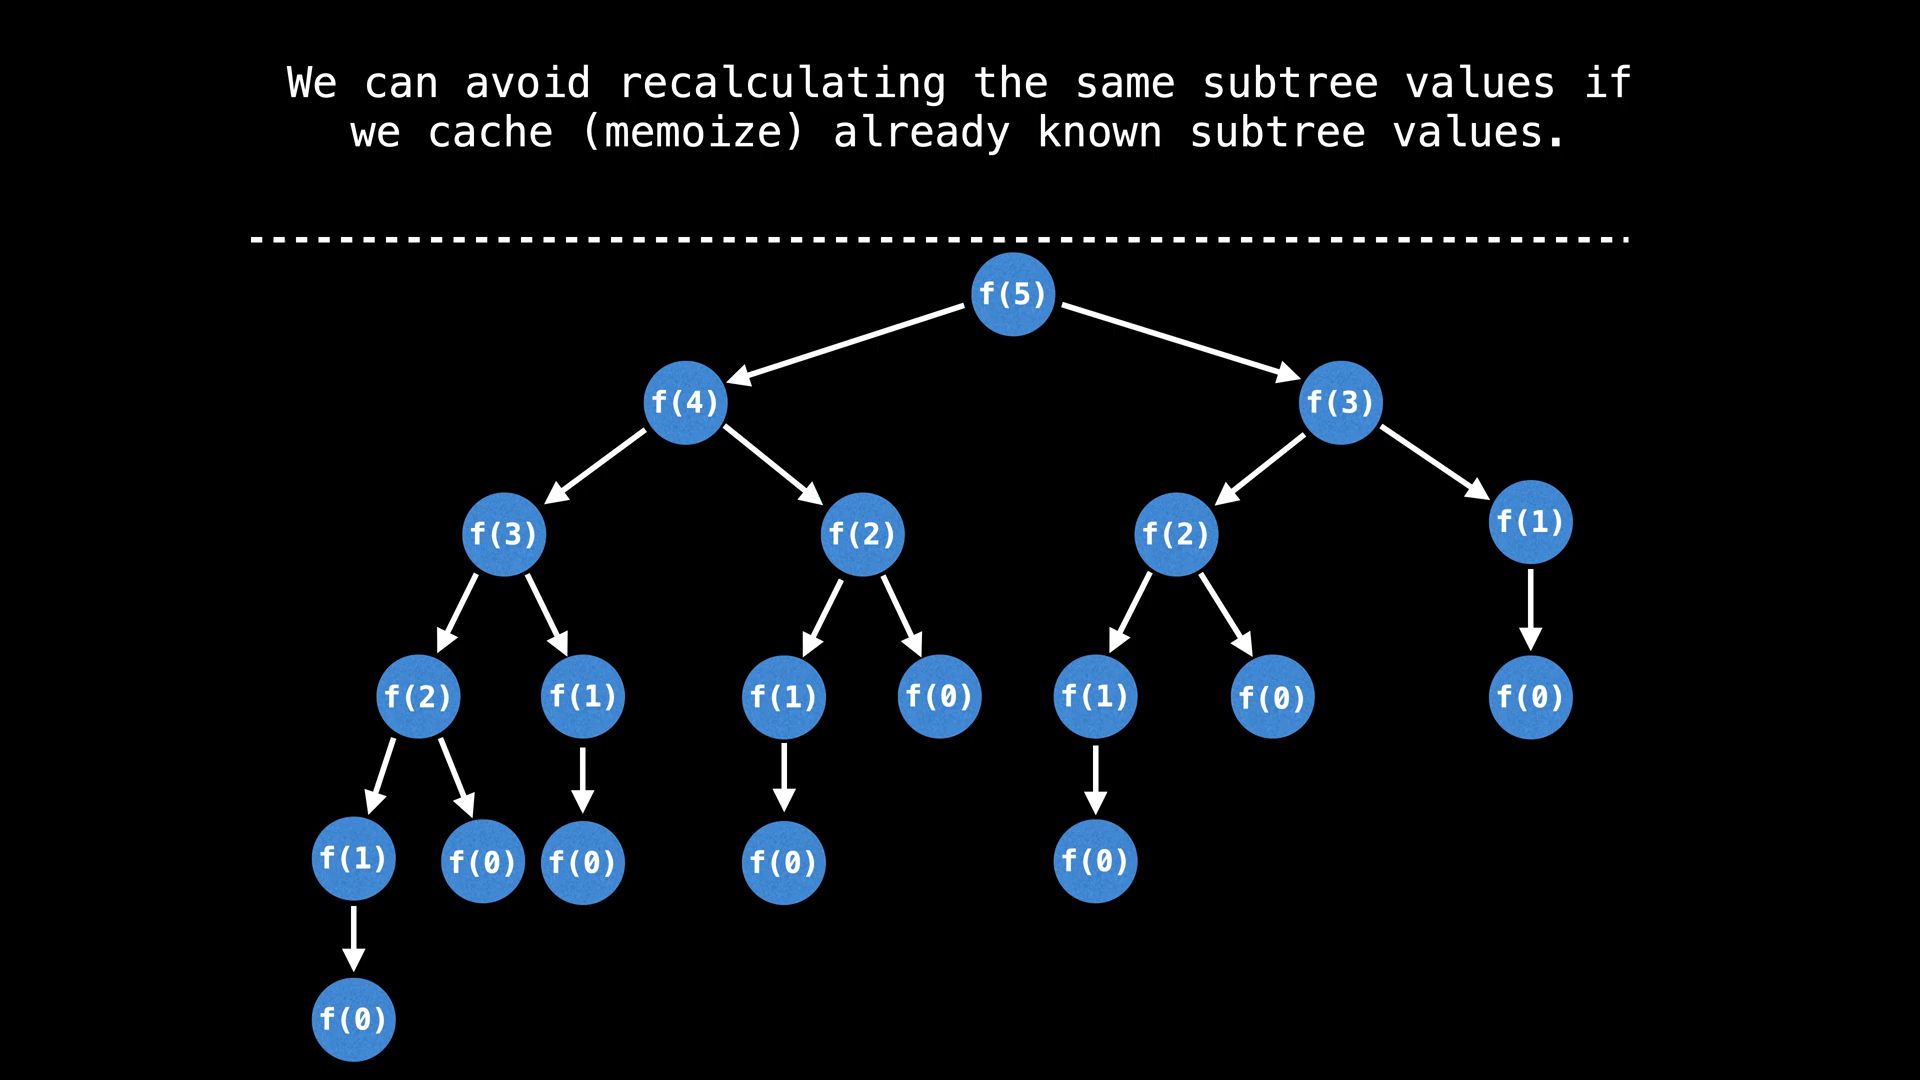 We can avoid recalculating the same subtree values if
we cache (memoize) already known subtree values.
f(5)
f(4)
f(3)
f(3)
f(2)
f(2)
f(1)
f(2)
f(1)
f(1)
f(0)
f(1)
f(0)
f(0)
f(1)
f(0)
f(0)
f(0)
f(0)
f(0)